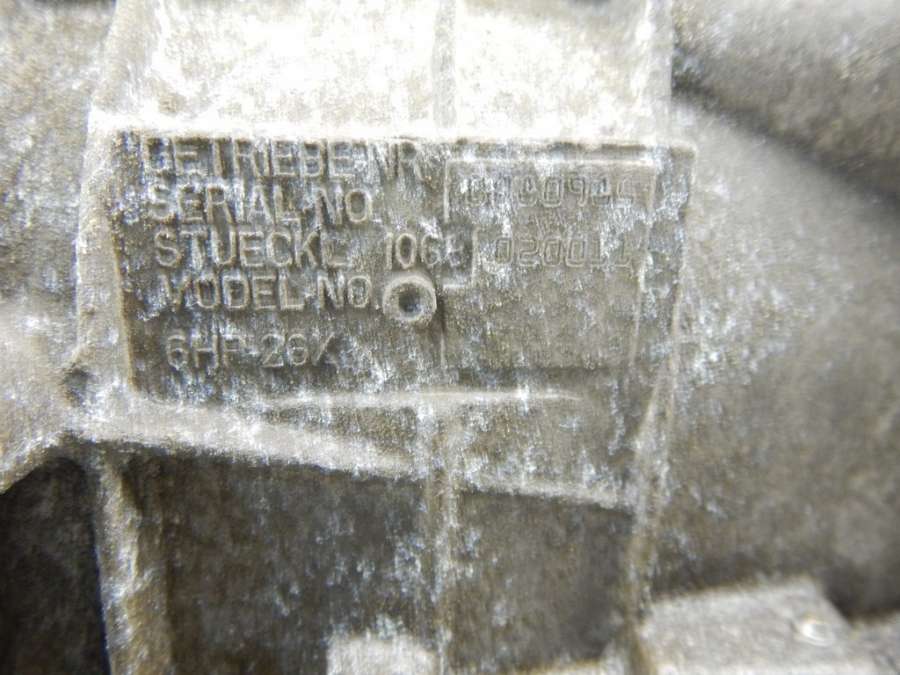 GETRIEBE-NR.
SERIAL-NO.
STUECKL. 1068 020011
MODEL-NO.
6HP-26X